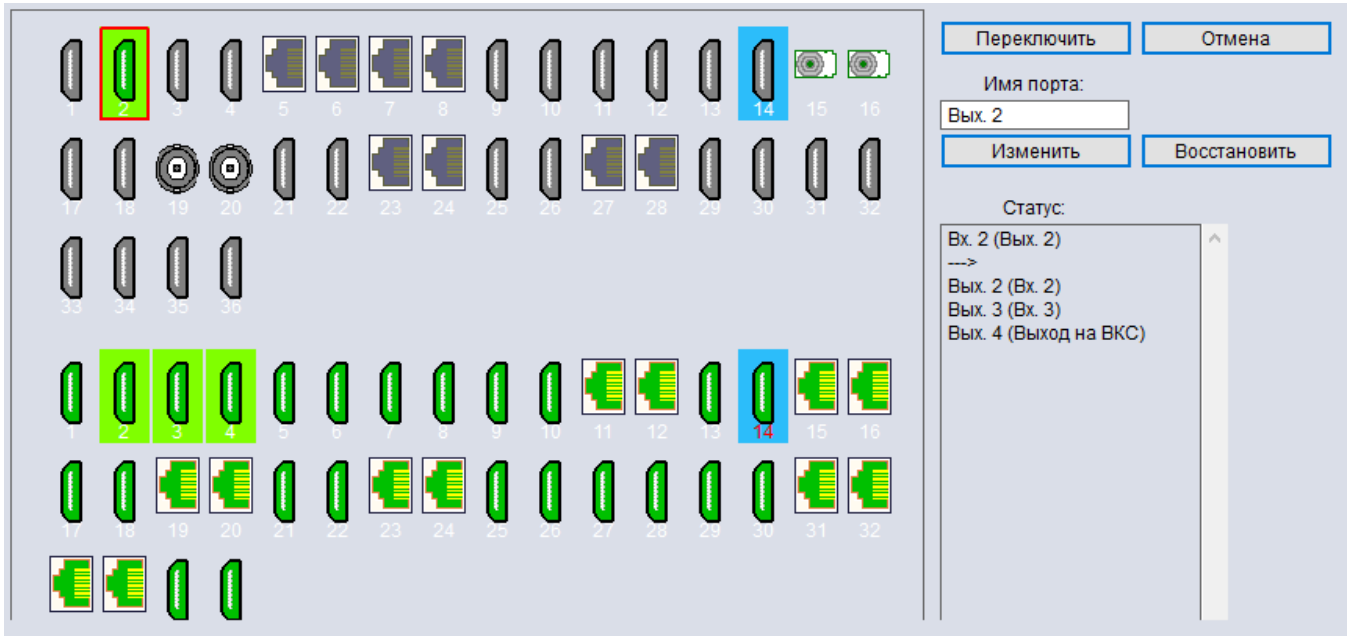 1 2 3 4 5 6 7 8 9 10 11 12 13 14 15 16
17 18 19 20 21 22 23 24 25 26 27 28 29 30 31 32
33 34 35 36
1 2 3 4 5 6 7 8 9 10 11 12 13 14 15 16
17 18 19 20 21 22 23 24 25 26 27 28 29 30 31 32
Переключить Отмена
Имя порта:
Вых. 2
Изменить Восстановить
Статус:
Вх. 2 (Вых. 2)
--->
Вых. 2 (Вх. 2)
Вых. 3 (Вх. 3)
Вых. 4 (Выход на ВКС)